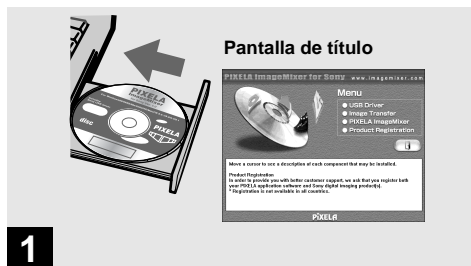 Pantalla de título
PIXELA ImageMixer for Sony www.imagemixer.com
Menu
USB Driver
Image Transfer
PIXELA ImageMixer
Product Registration
PIXELA
disc
PIXELA
Move a cursor to see a description of each component that may be installed.
Product Registration
In order to provide you with better customer support, we ask that you register both
your PIXELA application software and Sony digital imaging product(s).
* Registration is not available in all countries.
PIXELA
1